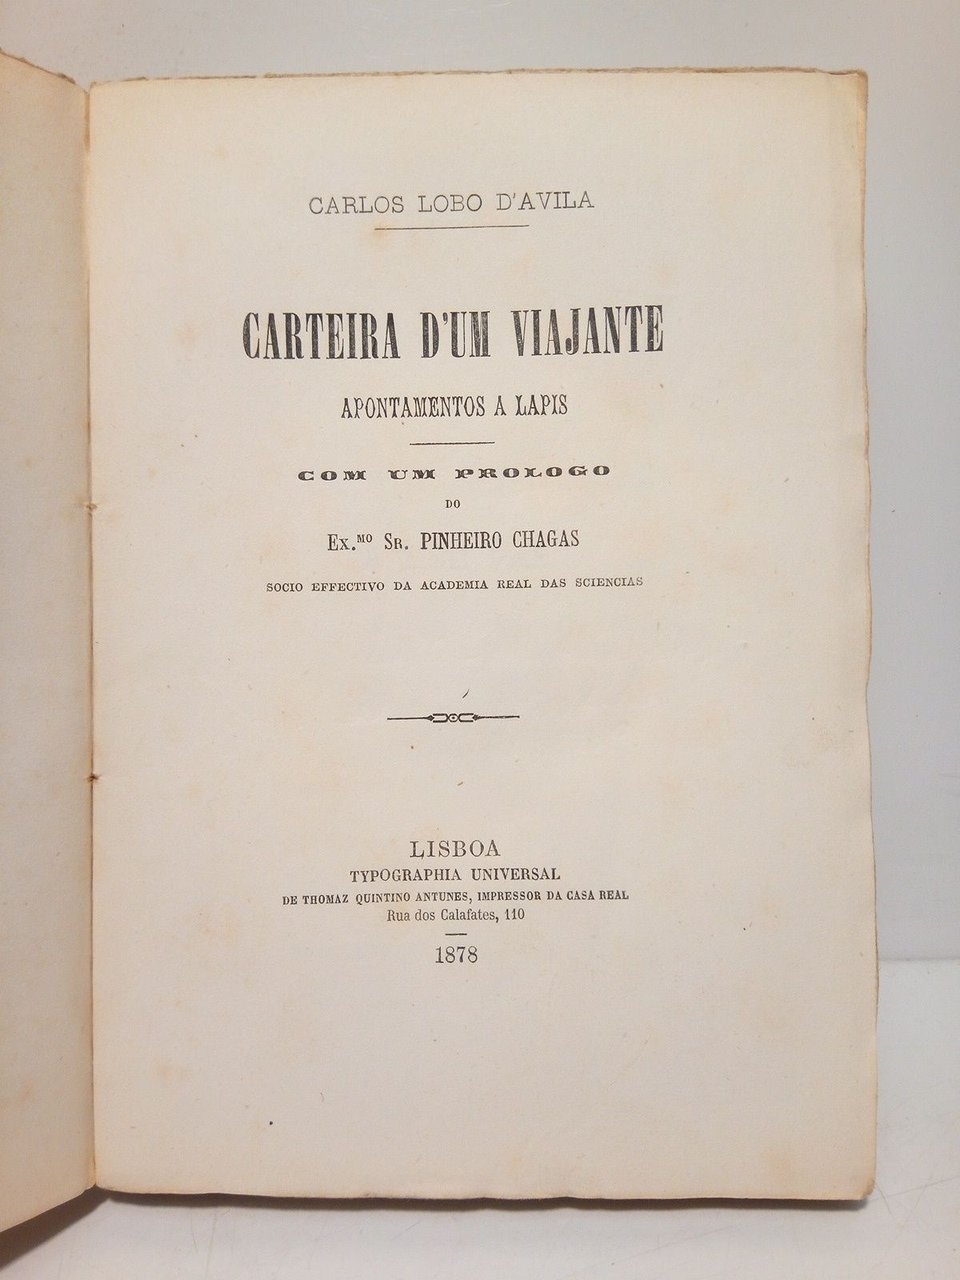 CARLOS LOBO D'AVILA
CARTEIRA D'UM VIAJANTE
APONTAMENTOS A LAPIS
COM UM PROLOGO
DO
EX.MO SR. PINHEIRO CHAGAS
SOCIO EFFECTIVO DA ACADEMIA REAL DAS SCIENCIAS
LISBOA
TYPOGRAPHIA UNIVERSAL
DE THOMAZ QUINTINO ANTUNES, IMPRESSOR DA CASA REAL
Rua dos Calafates, 110
1878